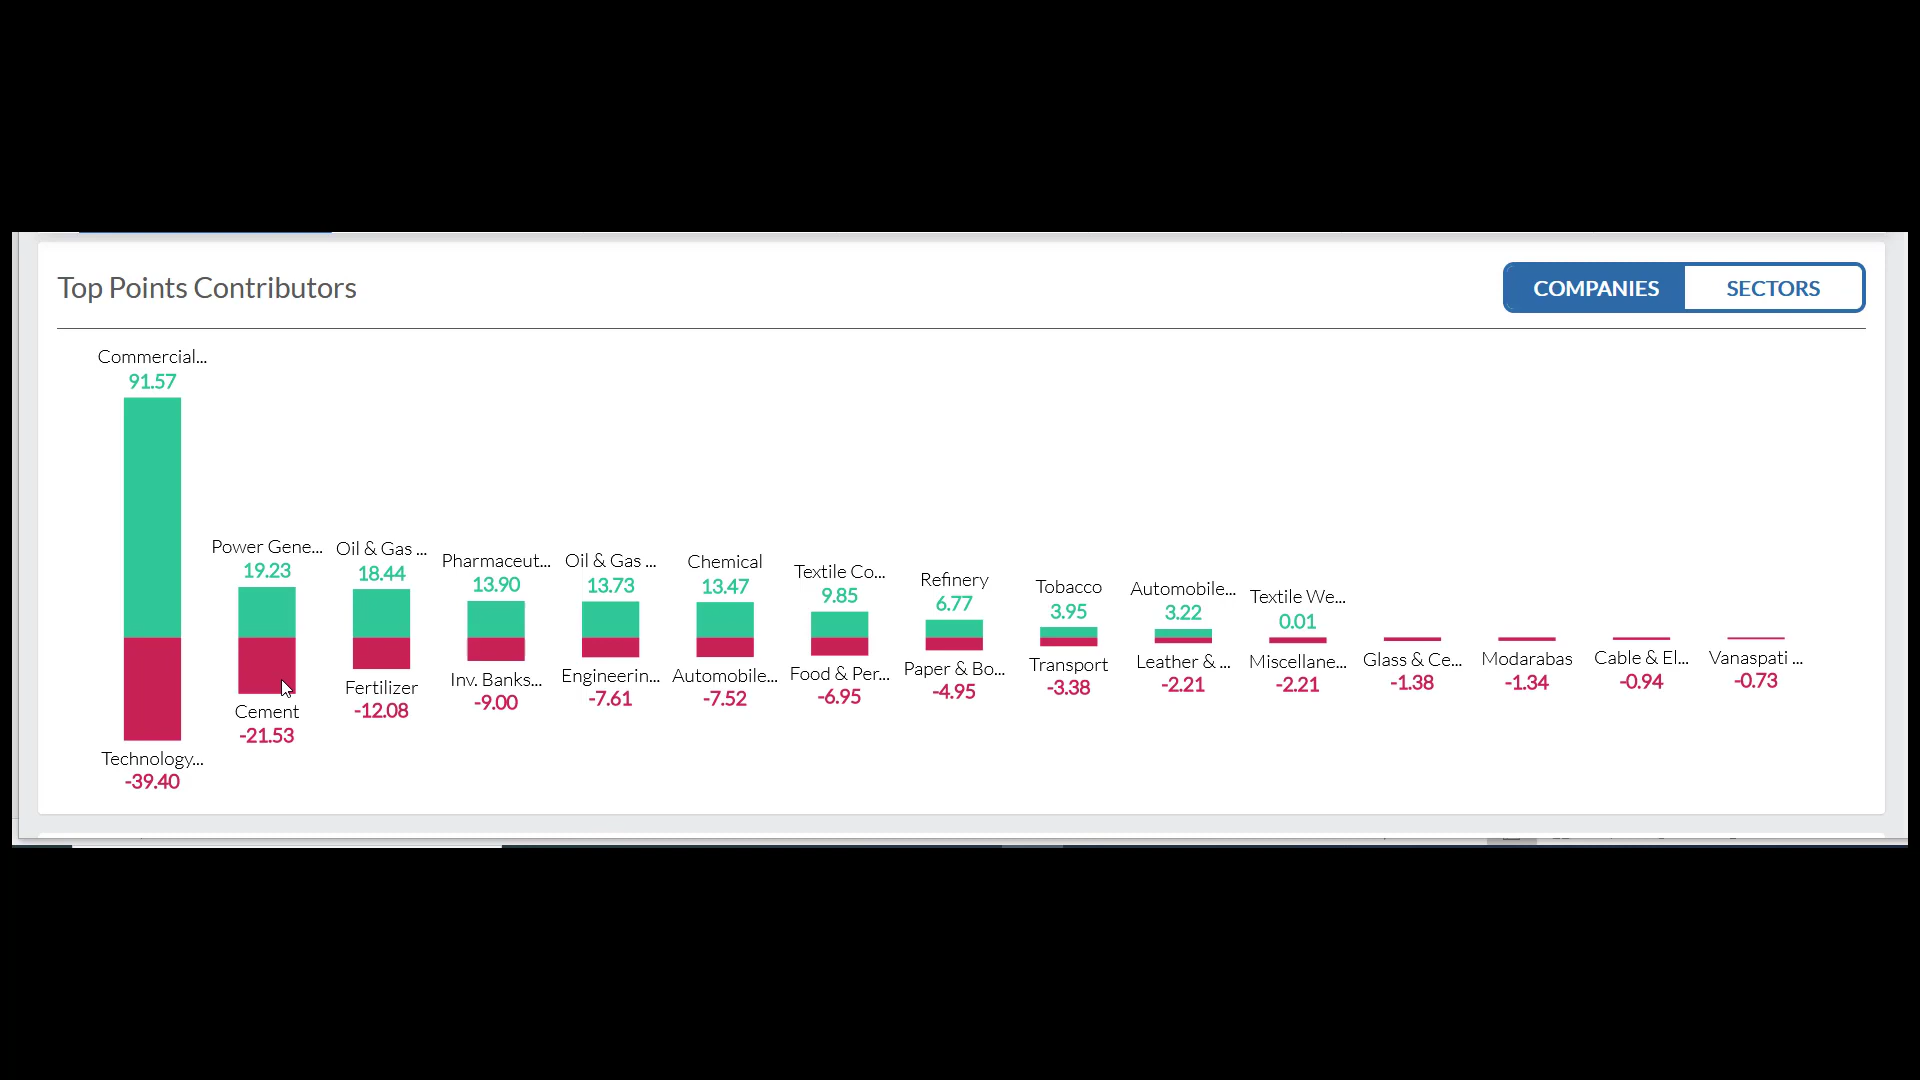 Top Points Contributors
COMPANIES
SECTORS
Commercial...
91.57
Power Gene...
19.23
Oil & Gas ...
18.44
Pharmaceut...
13.90
Oil & Gas ...
13.73
Chemical
13.47
Textile Co...
9.85
Refinery
6.77
Tobacco
3.95
Automobile...
3.22
Textile We...
0.01
Technology...
-39.40
Cement
-21.53
Fertilizer
-12.08
Inv. Banks...
-9.00
Engineerin...
-7.61
Automobile...
-7.52
Food & Per...
-6.95
Paper & Bo...
-4.95
Transport
-3.38
Leather & ...
-2.21
Miscellane...
-2.21
Glass & Ce...
-1.38
Modarabas
-1.34
Cable & El...
-0.94
Vanaspati ...
-0.73